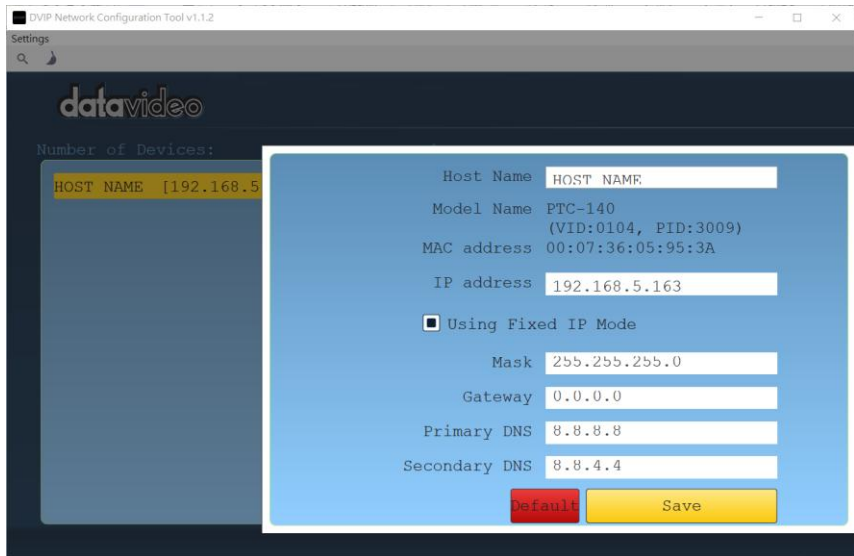 DVIP Network Configuration Tool v1.1.2
Settings
datavideo
Number of Devices:
HOST NAME [192.168.5
Host Name HOST NAME
Model Name PTC-140
(VID:0104, PID:3009)
MAC address 00:07:36:05:95:3A
IP address 192.168.5.163
Using Fixed IP Mode
Mask 255.255.255.0
Gateway 0.0.0.0
Primary DNS 8.8.8.8
Secondary DNS 8.8.4.4
Default Save